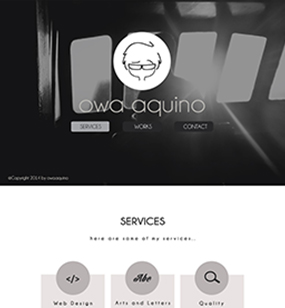 owa aquino
SERVICES WORKS CONTACT
©Copyright 2014 by owaaquino
SERVICES
here are some of my services...
</> Abc
Web Design Arts and Letters Quality